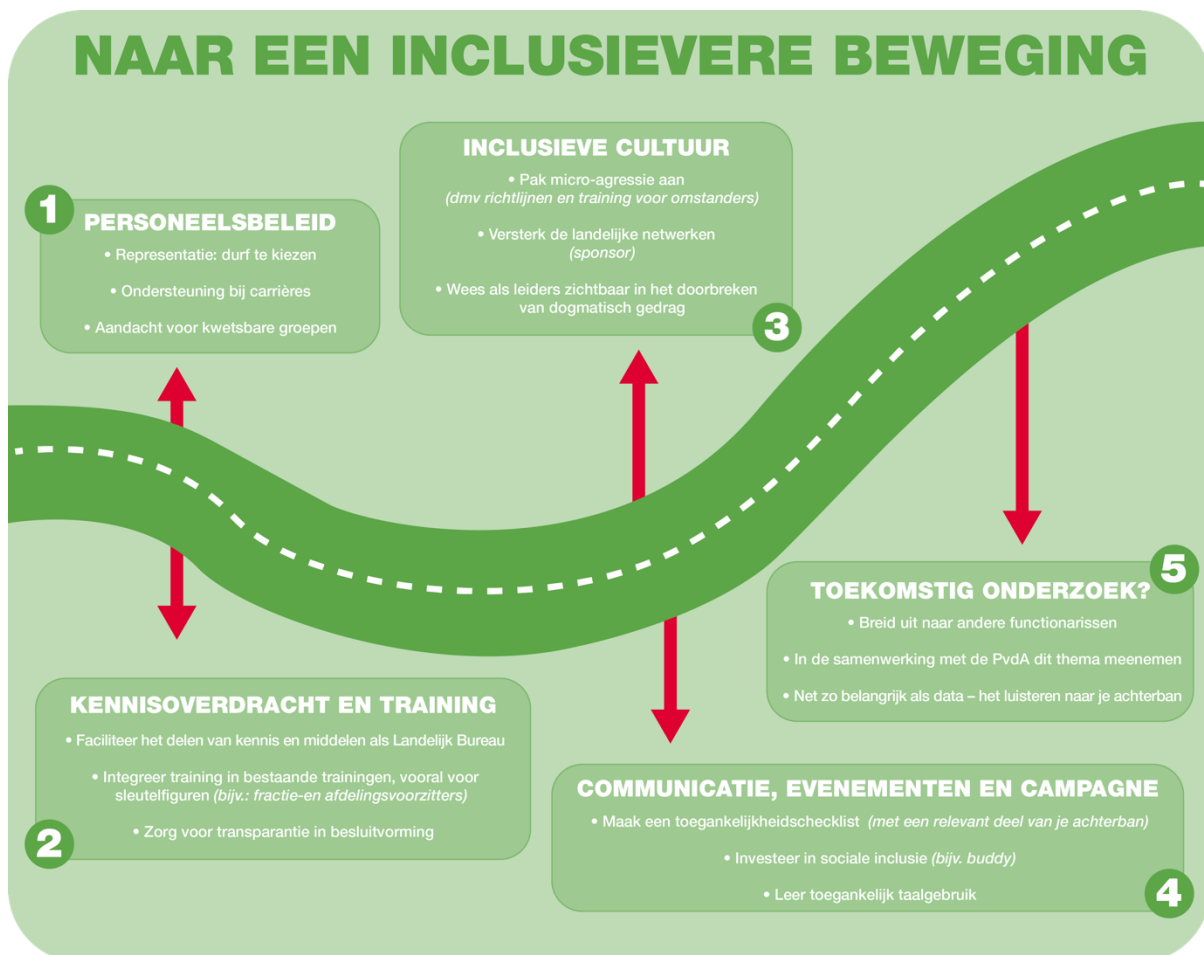 NAAR EEN INCLUSIEVERE BEWEGING
1
PERSONEELSBELEID
• Representatie: durf te kiezen
• Ondersteuning bij carrières
• Aandacht voor kwetsbare groepen
2
KENNISOVERDRACHT EN TRAINING
• Faciliteer het delen van kennis en middelen als Landelijk Bureau
• Integreer training in bestaande trainingen, vooral voor
sleutelfiguren (bijv.: fractie-en afdelingsvoorzitters)
• Zorg voor transparantie in besluitvorming
3
INCLUSIEVE CULTUUR
• Pak micro-agressie aan
(dmv richtlijnen en training voor omstanders)
• Versterk de landelijke netwerken
(sponsor)
• Wees als leiders zichtbaar in het doorbreken
van dogmatisch gedrag
4
COMMUNICATIE, EVENEMENTEN EN CAMPAGNE
• Maak een toegankelijkheidschecklist (met een relevant deel van je achterban)
• Investeer in sociale inclusie (bijv. buddy)
• Leer toegankelijk taalgebruik
5
TOEKOMSTIG ONDERZOEK?
• Breid uit naar andere functionarissen
• In de samenwerking met de PvdA dit thema meenemen
• Net zo belangrijk als data – het luisteren naar je achterban